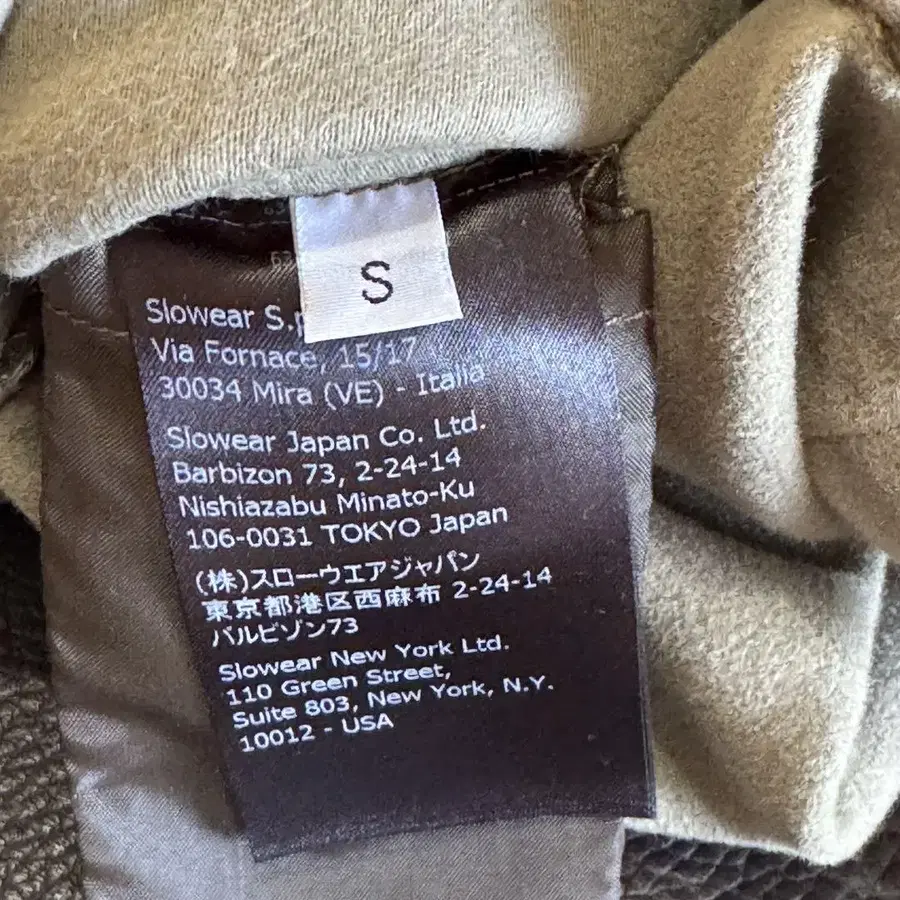 S
Slowear S.
Via Fornace, 15/17
30034 Mira (VE) - Italia
Slowear Japan Co. Ltd.
Barbizon 73, 2-24-14
Nishiazabu Minato-Ku
106-0031 TOKYO Japan
(株)スローウエアジャパン
東京都港区西麻布 2-24-14
バルビゾン73
Slowear New York Ltd.
110 Green Street,
Suite 803, New York, N.Y.
10012 - USA